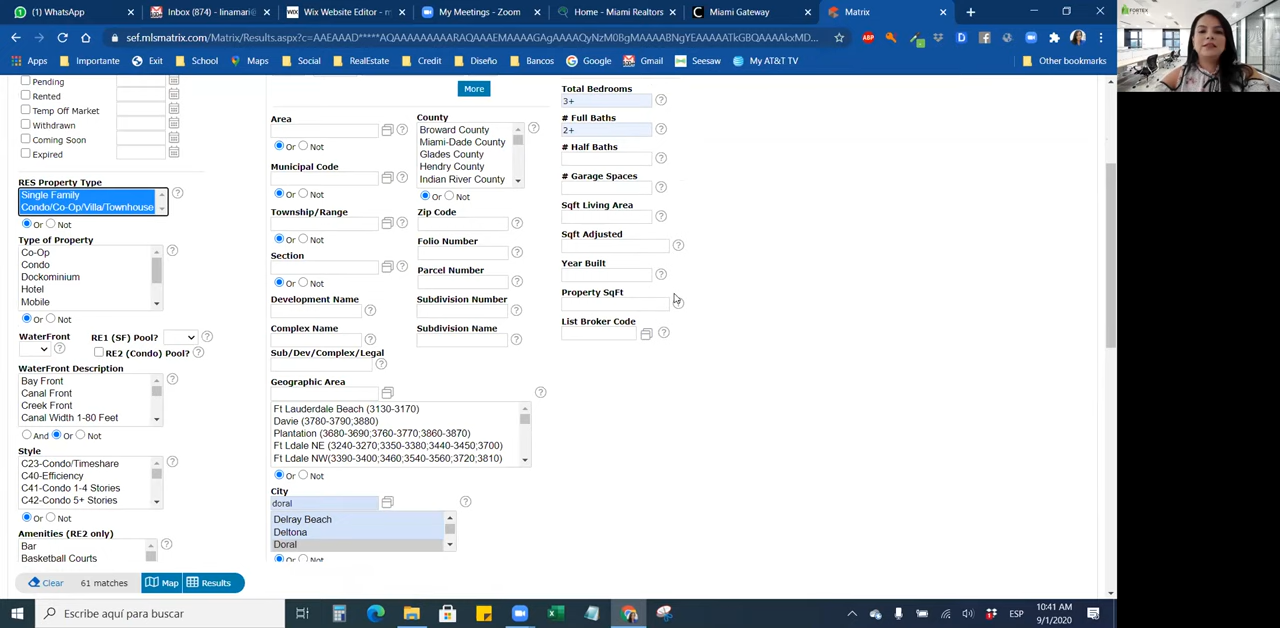 (1) WhatsApp
Inbox (874) - linamari@
WIX Wix Website Editor - m
My Meetings - Zoom
Home - Miami Realtors
Miami Gateway
Matrix
sef.mlsmatrix.com/Matrix/Results.aspx?c=AAEAAAD*****AQAAAAAAAAARAQAAAEMAAAAGAgAAAAQyNzM0BgMAAAABNgYEAAAAATkGBQAAAAkxMD...
Apps
Importante
Exit
School
Maps
Social
RealEstate
Credit
Diseño
Bancos
Google
Gmail
Seesaw
My AT&T TV
Other bookmarks
FORTEX
Pending
Rented
Temp Off Market
Withdrawn
Coming Soon
Expired
RES Property Type
Single Family
Condo/Co-Op/Villa/Townhouse
Or Not
Type of Property
Co-Op
Condo
Dockominium
Hotel
Mobile
Or Not
WaterFront
RE1 (SF) Pool?
RE2 (Condo) Pool?
WaterFront Description
Bay Front
Canal Front
Creek Front
Canal Width 1-80 Feet
And Or Not
Style
C23-Condo/Timeshare
C40-Efficiency
C41-Condo 1-4 Stories
C42-Condo 5+ Stories
Or Not
Amenities (RE2 only)
Bar
Basketball Courts
More
Area
Or Not
Municipal Code
Or Not
Township/Range
Or Not
Section
Or Not
Development Name
Complex Name
Sub/Dev/Complex/Legal
County
Broward County
Miami-Dade County
Glades County
Hendry County
Indian River County
Or Not
Zip Code
Folio Number
Parcel Number
Subdivision Number
Subdivision Name
Geographic Area
Ft Lauderdale Beach (3130-3170)
Davie (3780-3790;3880)
Plantation (3680-3690;3760-3770;3860-3870)
Ft Ldale NE (3240-3270;3350-3380;3440-3450;3700)
Ft Ldale NW(3390-3400;3460;3540-3560;3720;3810)
Or Not
City
doral
Delray Beach
Deltona
Doral
Or Not
Total Bedrooms
3+
# Full Baths
2+
# Half Baths
# Garage Spaces
Sqft Living Area
Sqft Adjusted
Year Built
Property SqFt
List Broker Code
Clear
61 matches
Map
Results
Escribe aquí para buscar
ESP
10:41 AM
9/1/2020